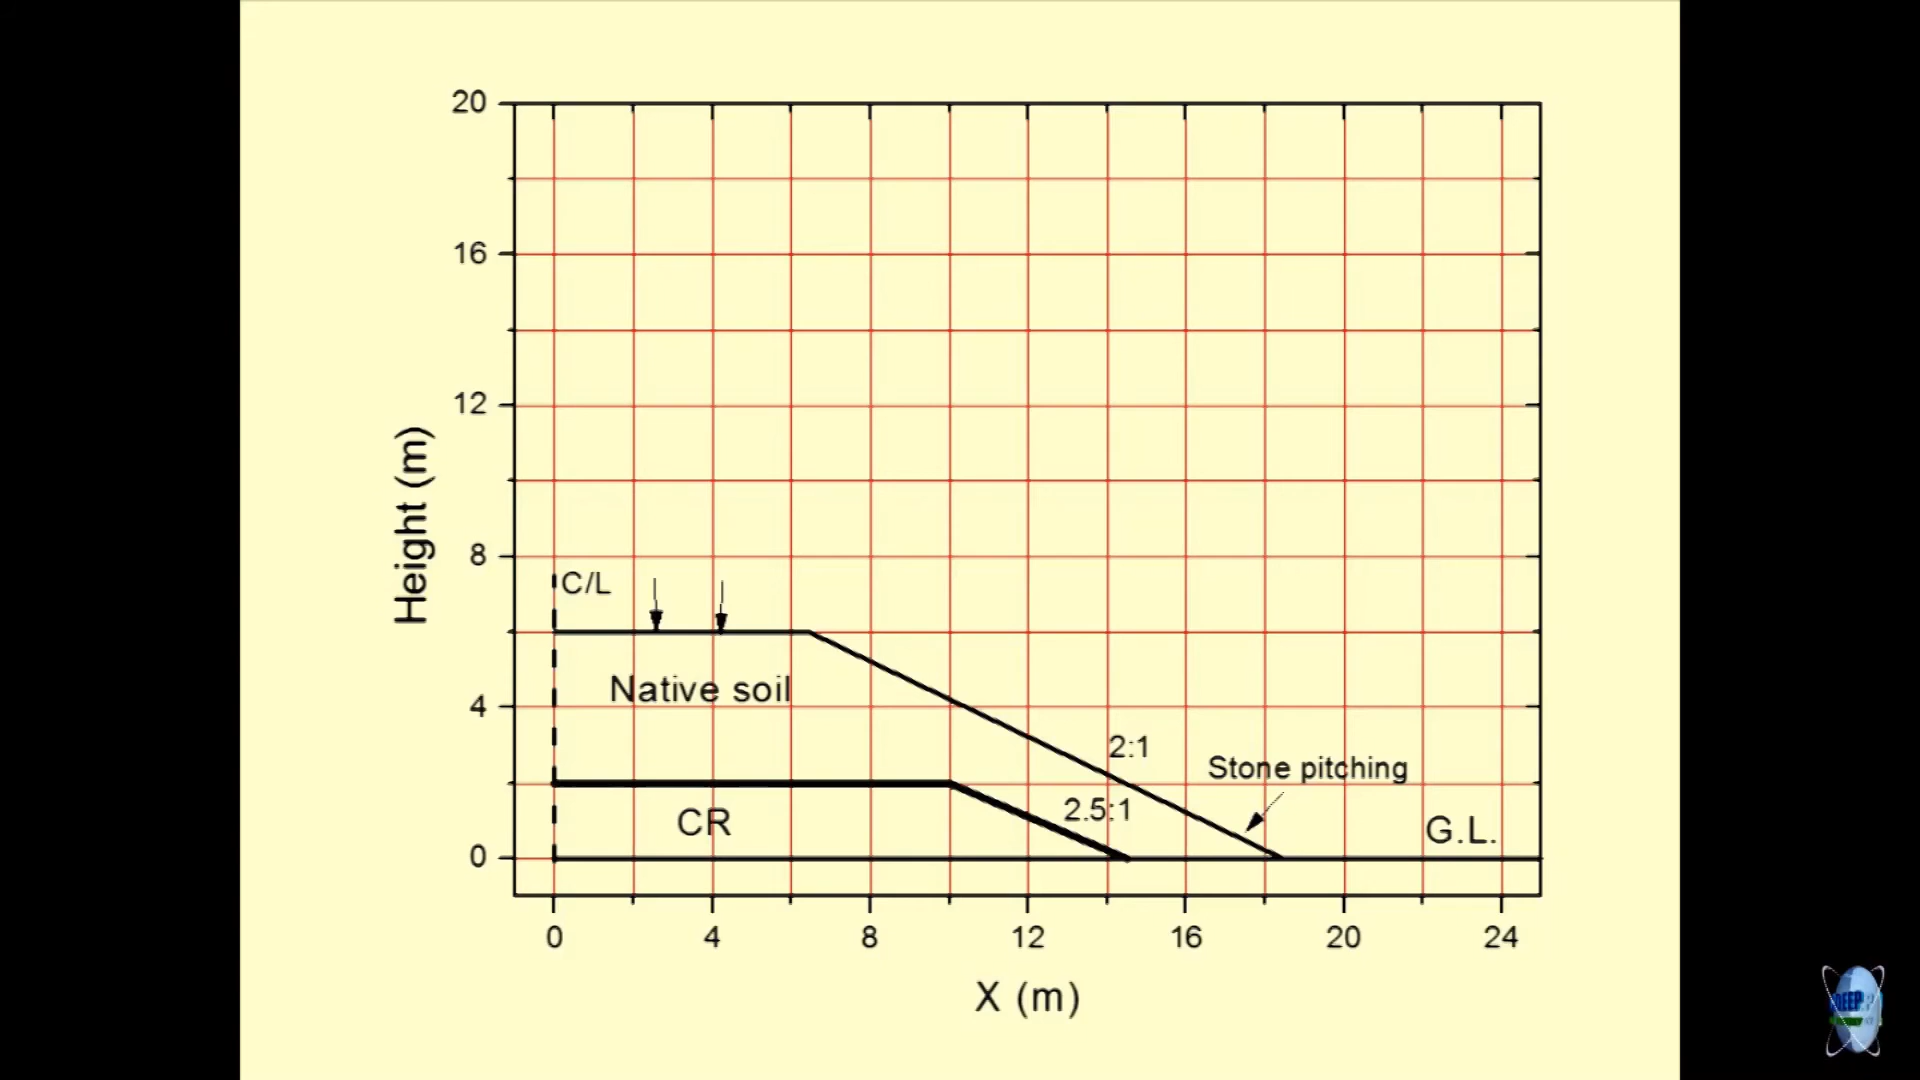 20
16
12
8
4
0
Height (m)
C/L
Native soil
2:1
Stone pitching
2.5:1
CR
G.L.
0 4 8 12 16 20 24
X (m)